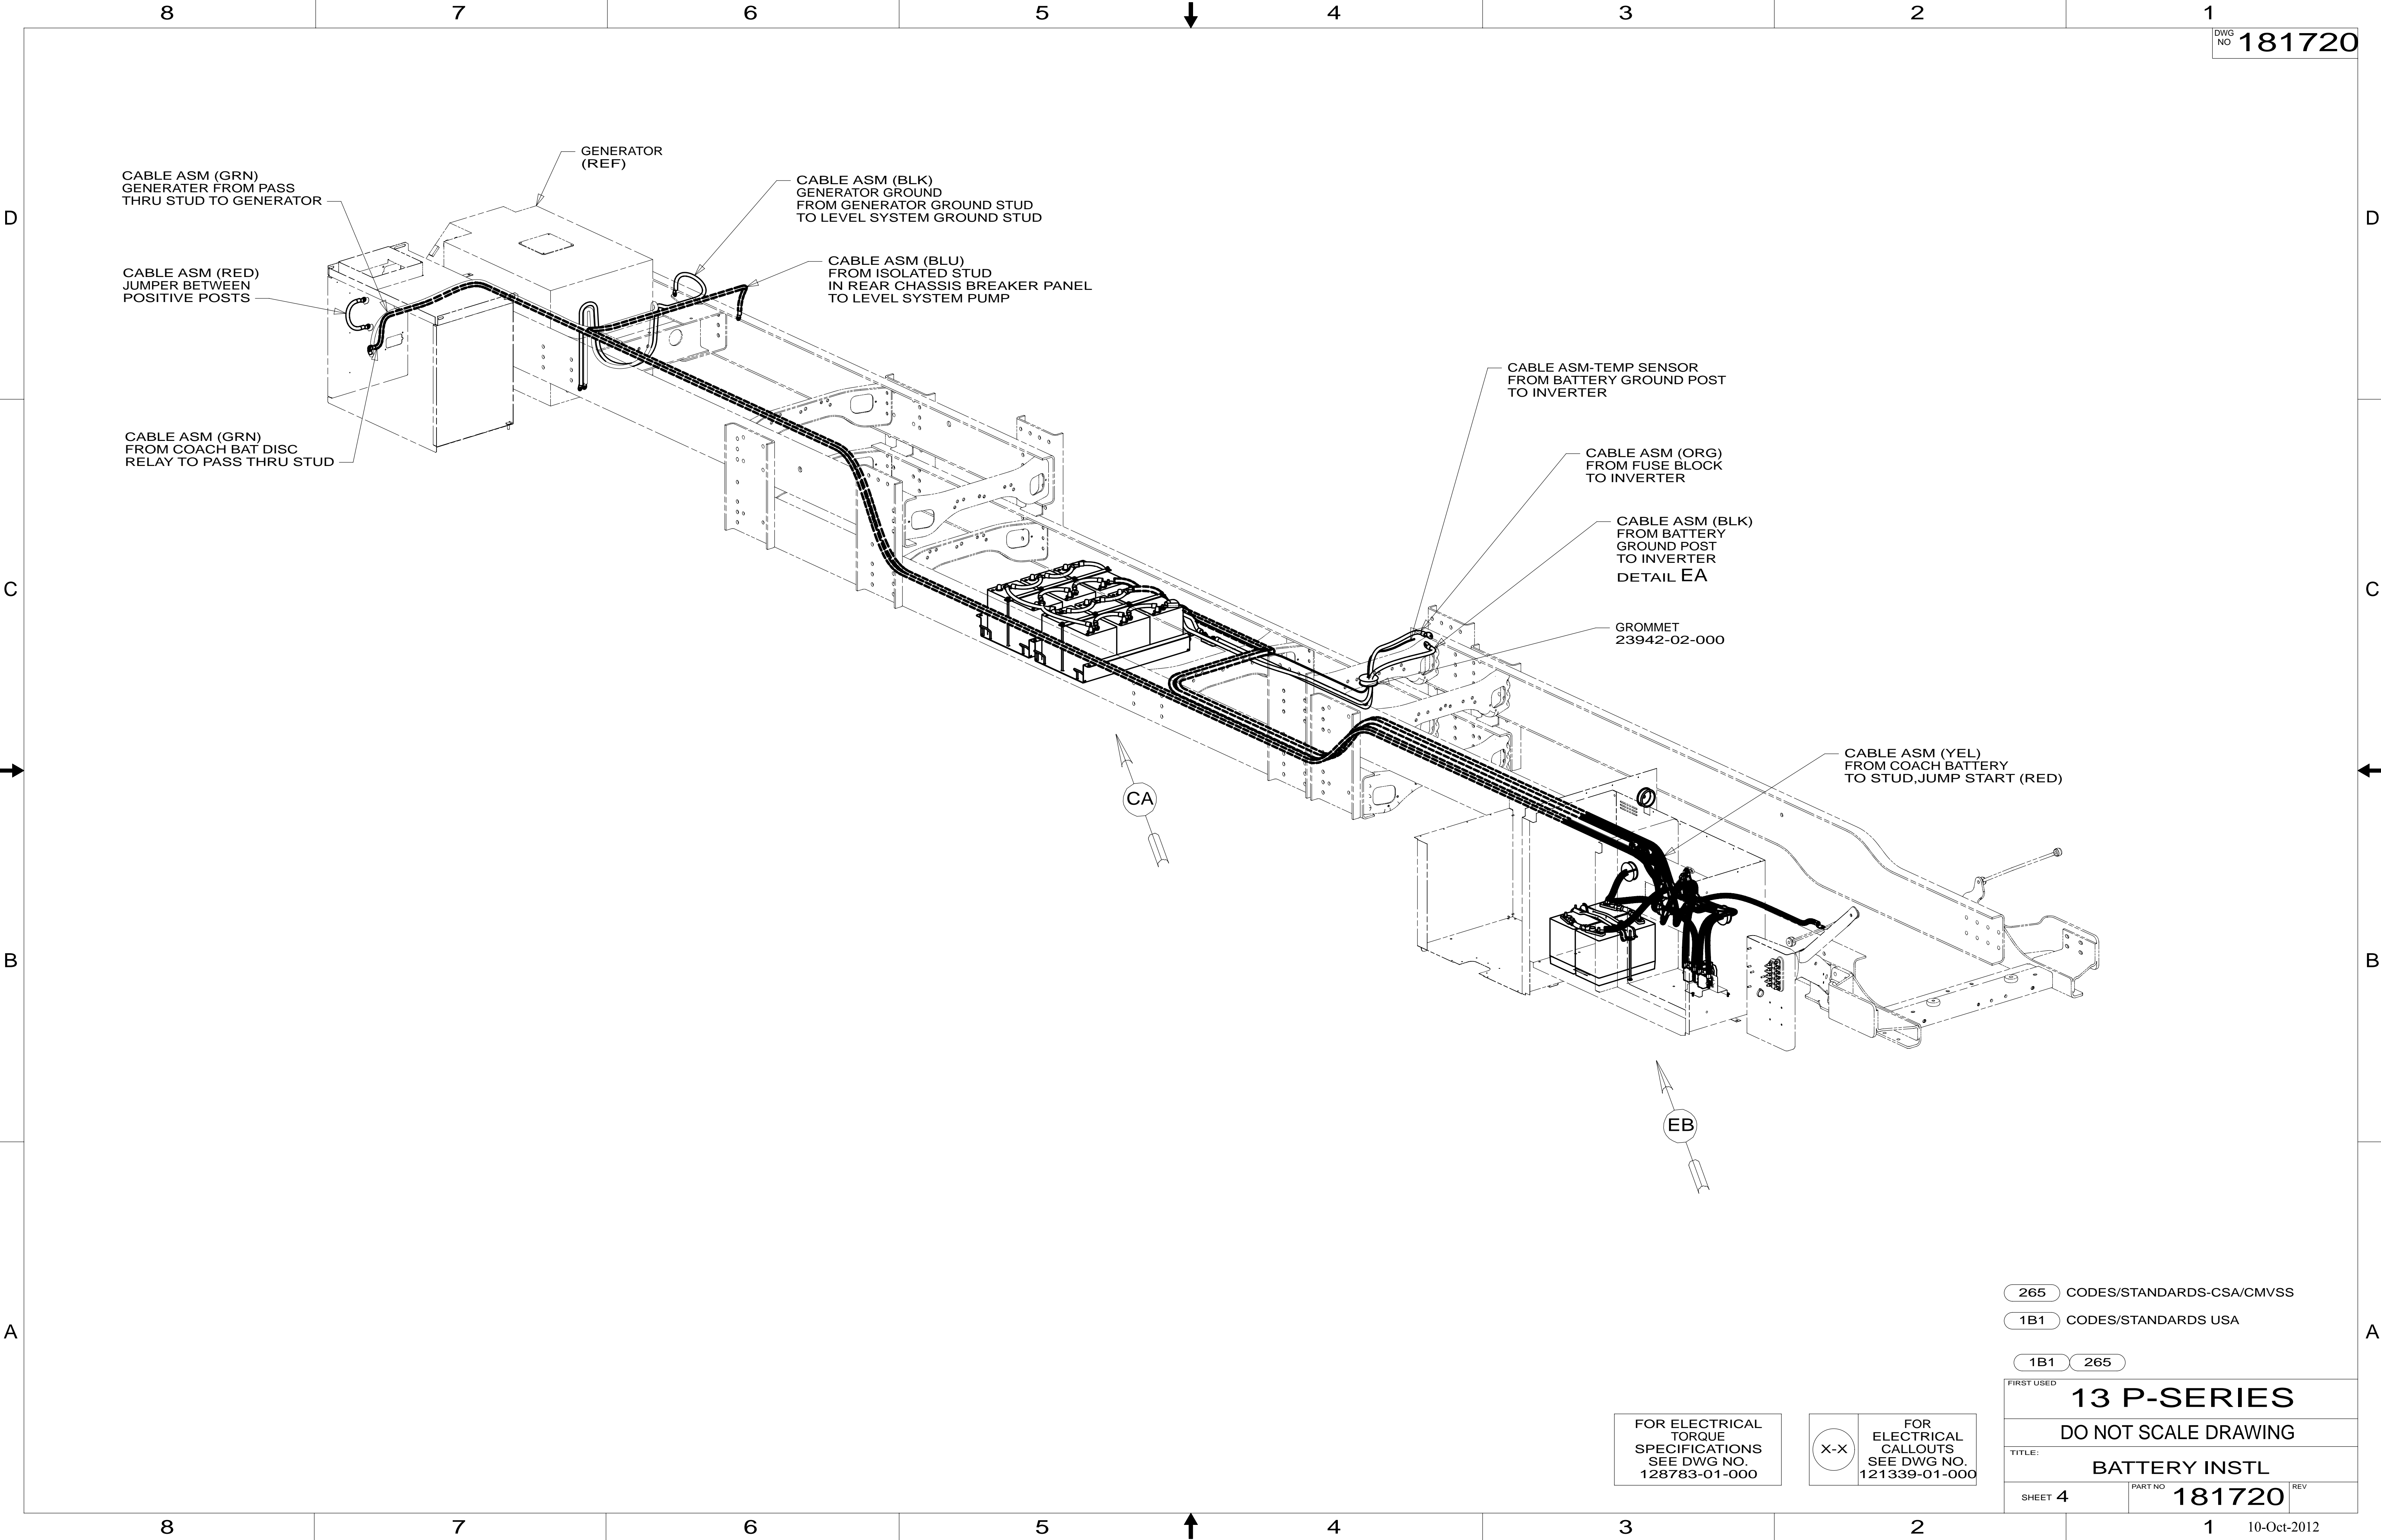 8 7 6 5 4 3 2 1
DWG
NO 181720
GENERATOR
(REF)
CABLE ASM (GRN)
GENERATER FROM PASS
THRU STUD TO GENERATOR
CABLE ASM (BLK)
GENERATOR GROUND
FROM GENERATOR GROUND STUD
TO LEVEL SYSTEM GROUND STUD
D
D
CABLE ASM (RED)
JUMPER BETWEEN
POSITIVE POSTS
CABLE ASM (BLU)
FROM ISOLATED STUD
IN REAR CHASSIS BREAKER PANEL
TO LEVEL SYSTEM PUMP
CABLE ASM-TEMP SENSOR
FROM BATTERY GROUND POST
TO INVERTER
CABLE ASM (GRN)
FROM COACH BAT DISC
RELAY TO PASS THRU STUD
CABLE ASM (ORG)
FROM FUSE BLOCK
TO INVERTER
CABLE ASM (BLK)
FROM BATTERY
GROUND POST
TO INVERTER
DETAIL EA
C
C
GROMMET
23942-02-000
CABLE ASM (YEL)
FROM COACH BATTERY
TO STUD,JUMP START (RED)
CA
B
B
EB
265 CODES/STANDARDS-CSA/CMVSS
1B1 CODES/STANDARDS USA
A
A
1B1 265
FIRST USED
13 P-SERIES
DO NOT SCALE DRAWING
TITLE:
BATTERY INSTL
SHEET 4
PART NO 181720
REV
FOR ELECTRICAL
TORQUE
SPECIFICATIONS
SEE DWG NO.
128783-01-000
X-X
FOR
ELECTRICAL
CALLOUTS
SEE DWG NO.
121339-01-000
8 7 6 5 4 3 2 1
10-Oct-2012